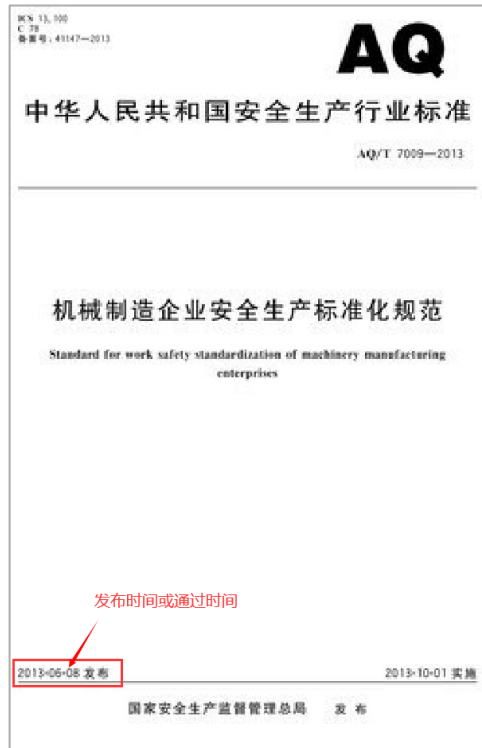 ICS 13.100
C 78
备案号:41147—2013
AQ
中华人民共和国安全生产行业标准
AQ/T 7009—2013
机械制造企业安全生产标准化规范
Standard for work safety standardization of machinery manufacturing
enterprises
发布时间或通过时间
2013-06-08 发布
2013-10-01 实施
国家安全生产监督管理总局 发 布